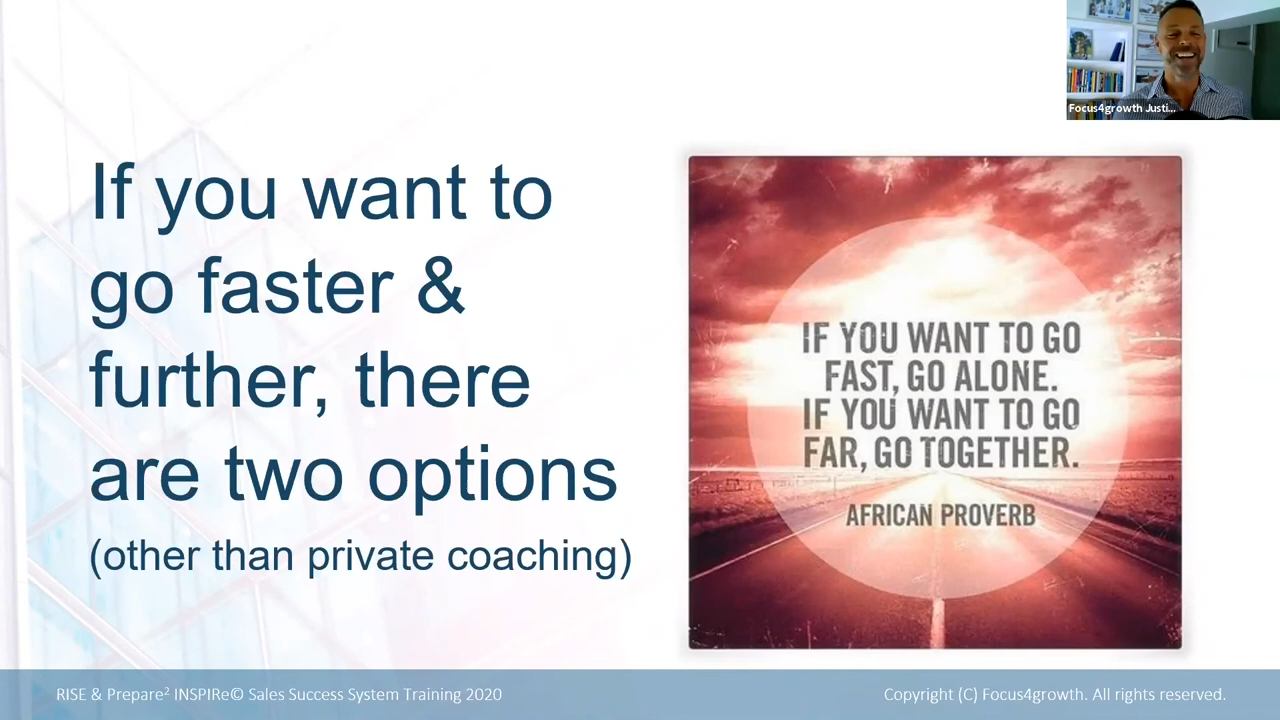 Focus4growth Justi...
If you want to
go faster &
further, there
are two options
(other than private coaching)
IF YOU WANT TO GO
FAST, GO ALONE.
IF YOU WANT TO GO
FAR, GO TOGETHER.
AFRICAN PROVERB
RISE & Prepare² INSPIRe© Sales Success System Training 2020
Copyright (C) Focus4growth. All rights reserved.